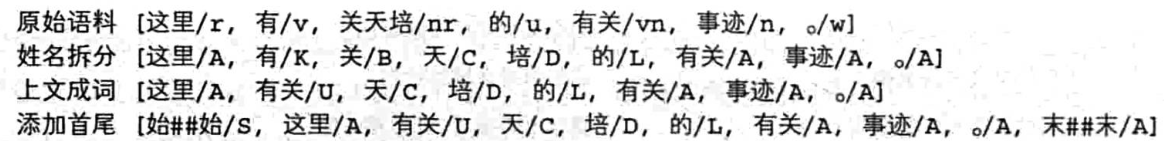 原始语料 [这里/r, 有/v, 关天培/nr, 的/u, 有关/vn, 事迹/n, 。/w]
姓名拆分 [这里/A, 有/K, 关/B, 天/C, 培/D, 的/L, 有关/A, 事迹/A, 。/A]
上文成词 [这里/A, 有关/U, 天/C, 培/D, 的/L, 有关/A, 事迹/A, 。/A]
添加首尾 [始##始/S, 这里/A, 有关/U, 天/C, 培/D, 的/L, 有关/A, 事迹/A, 。/A, 末##末/A]